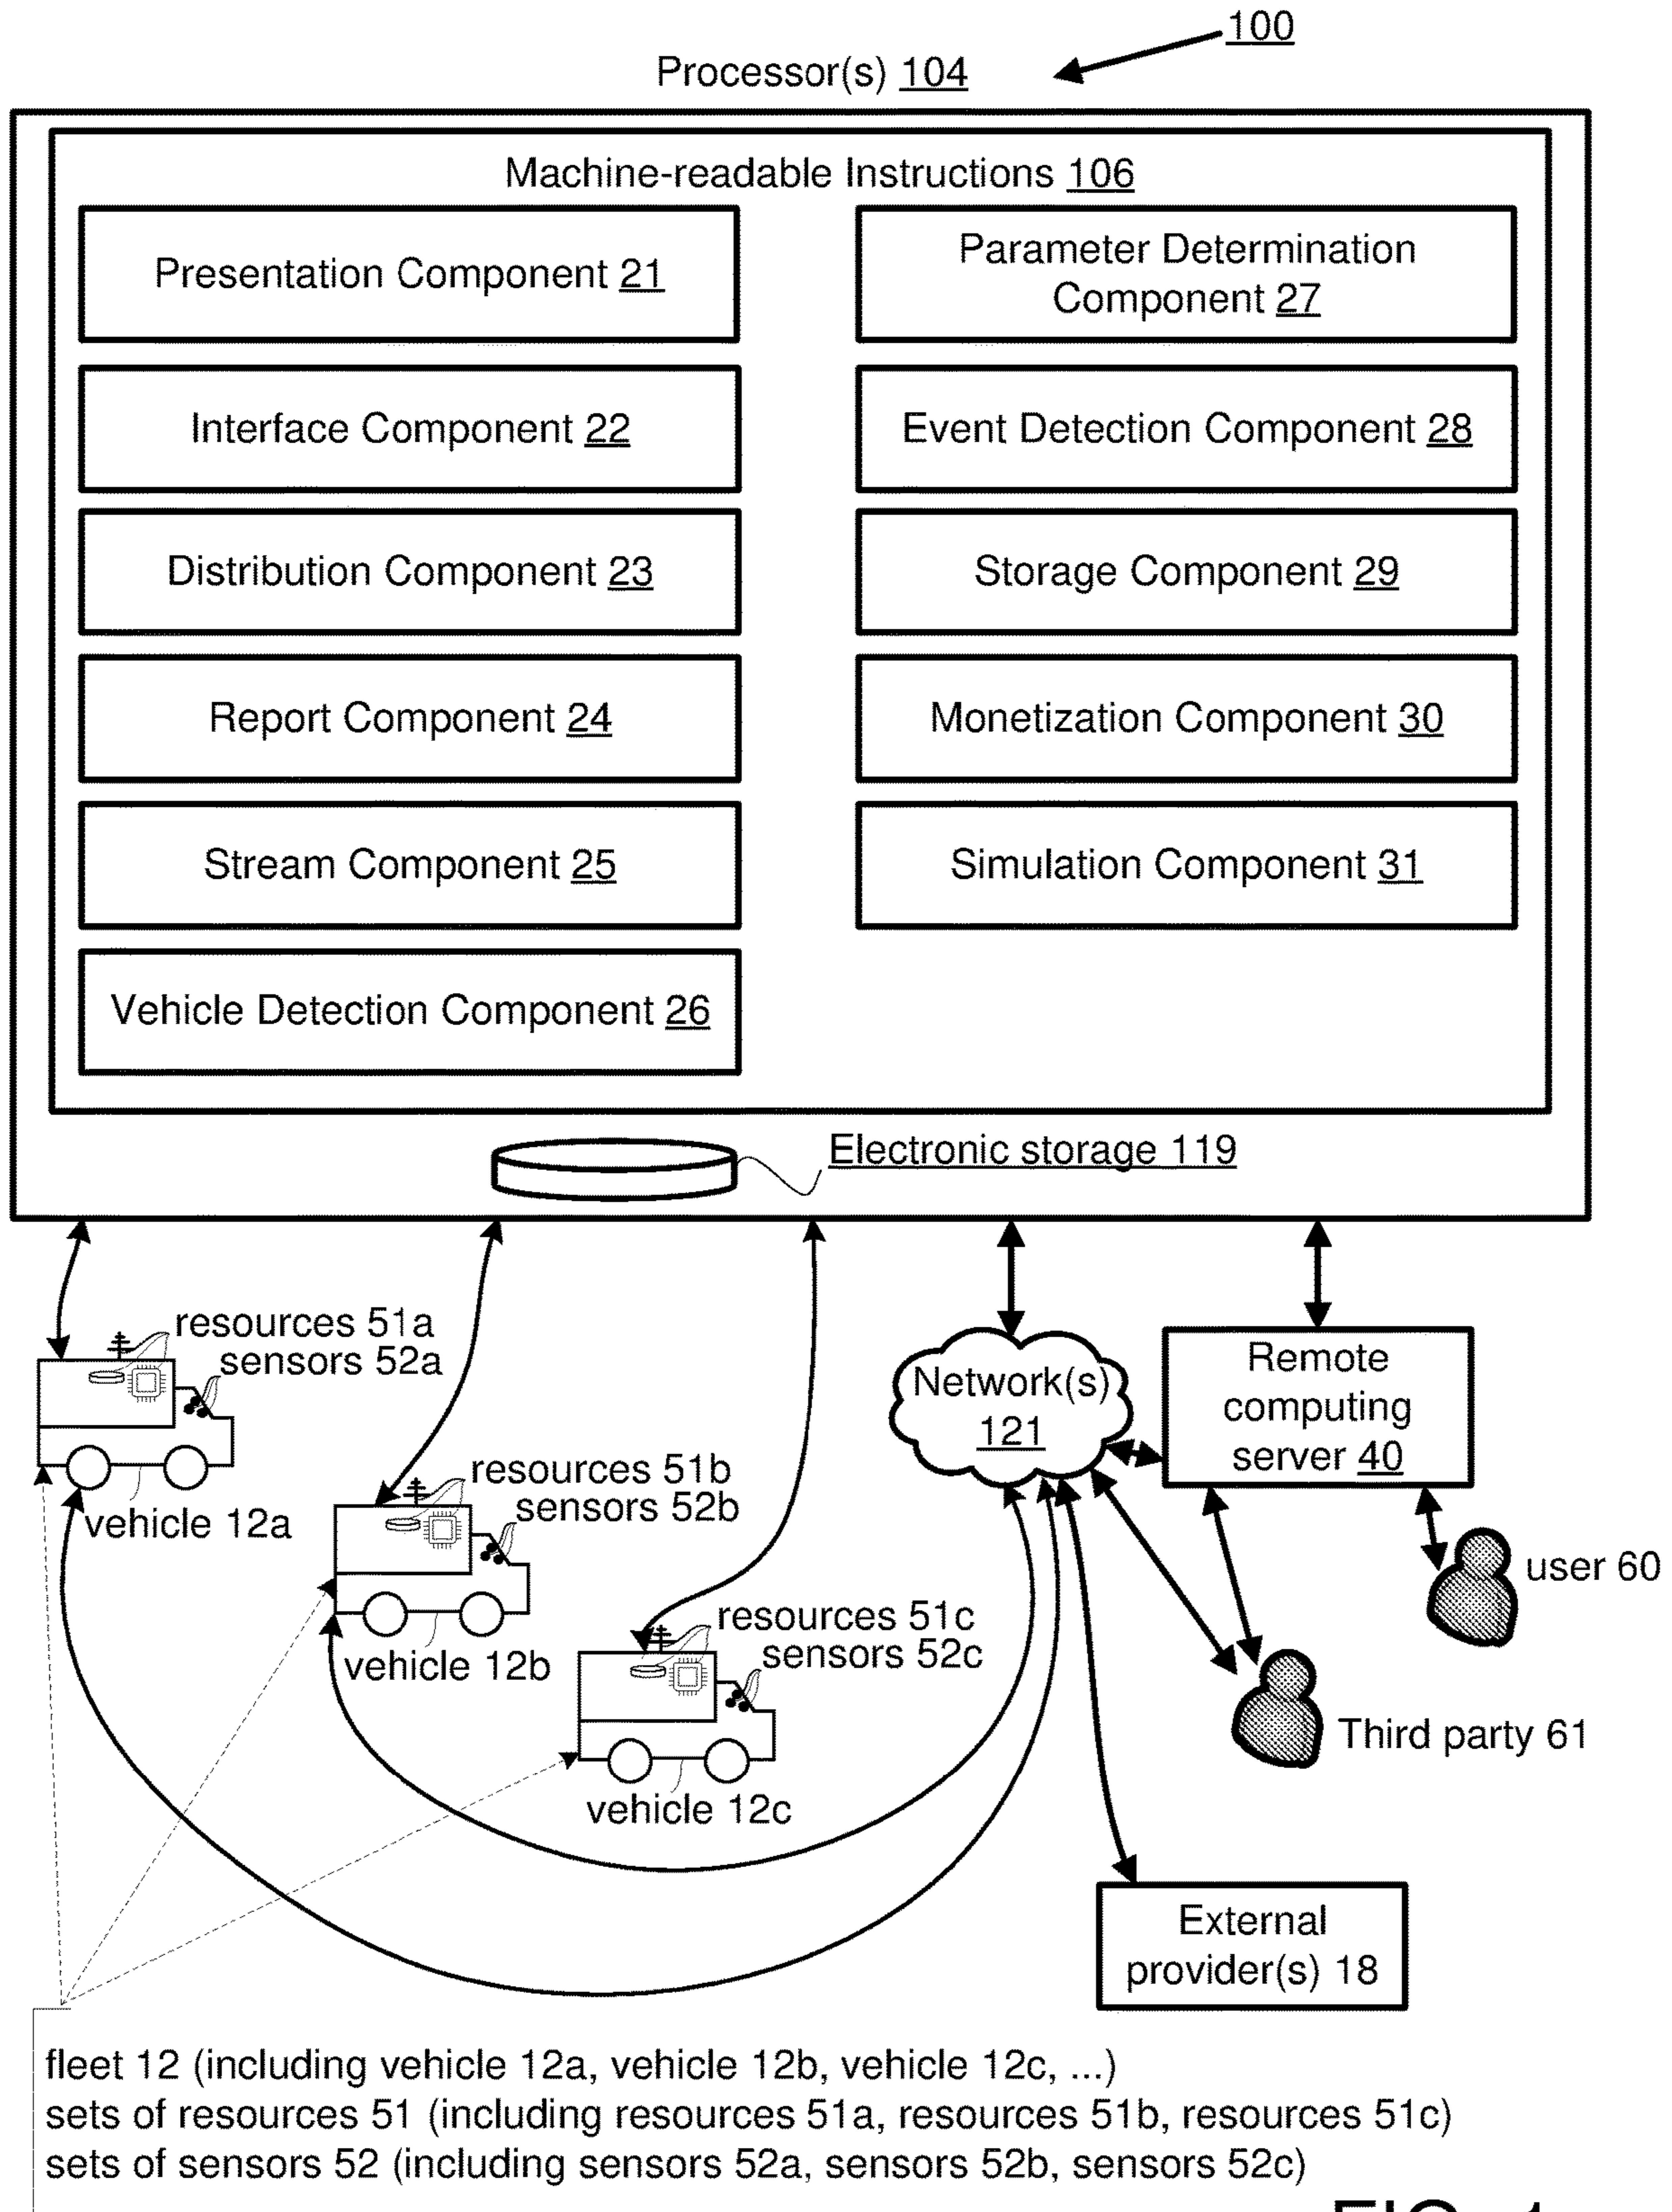 100
Processor(s) 104
Machine-readable Instructions 106
Presentation Component 21
Parameter Determination
Component 27
Interface Component 22
Event Detection Component 28
Distribution Component 23
Storage Component 29
Report Component 24
Monetization Component 30
Stream Component 25
Simulation Component 31
Vehicle Detection Component 26
Electronic storage 119
resources 51a
sensors 52a
vehicle 12a
resources 51b
sensors 52b
vehicle 12b
resources 51c
sensors 52c
vehicle 12c
Network(s)
121
Remote
computing
server 40
user 60
Third party 61
External
provider(s) 18
fleet 12 (including vehicle 12a, vehicle 12b, vehicle 12c, ...)
sets of resources 51 (including resources 51a, resources 51b, resources 51c)
sets of sensors 52 (including sensors 52a, sensors 52b, sensors 52c)